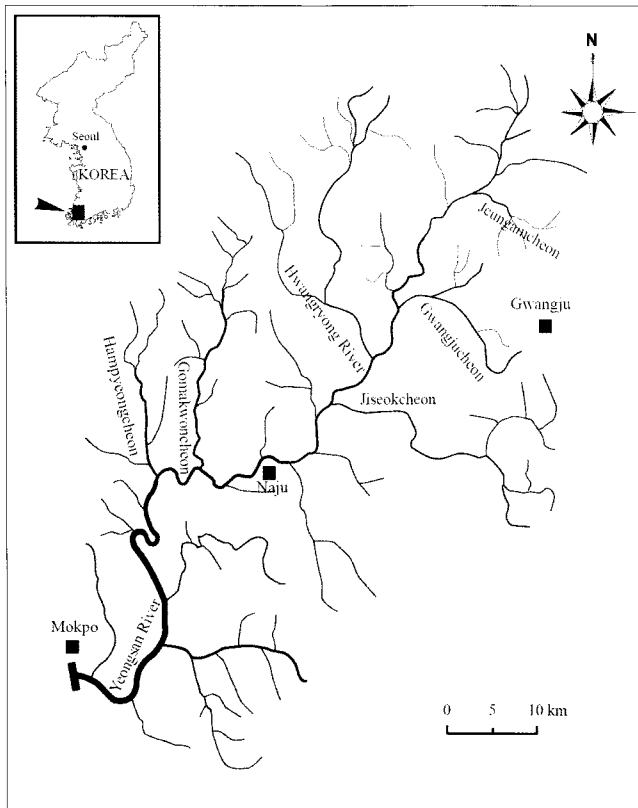 N
Seoul
KOREA
Jeungamcheon
Hwangryong River
Gwangju
Gwangjucheon
Hampyeongcheon
Gomakwoncheon
Jiseokcheon
Naju
Mokpo
Yeongsan River
0 5 10 km